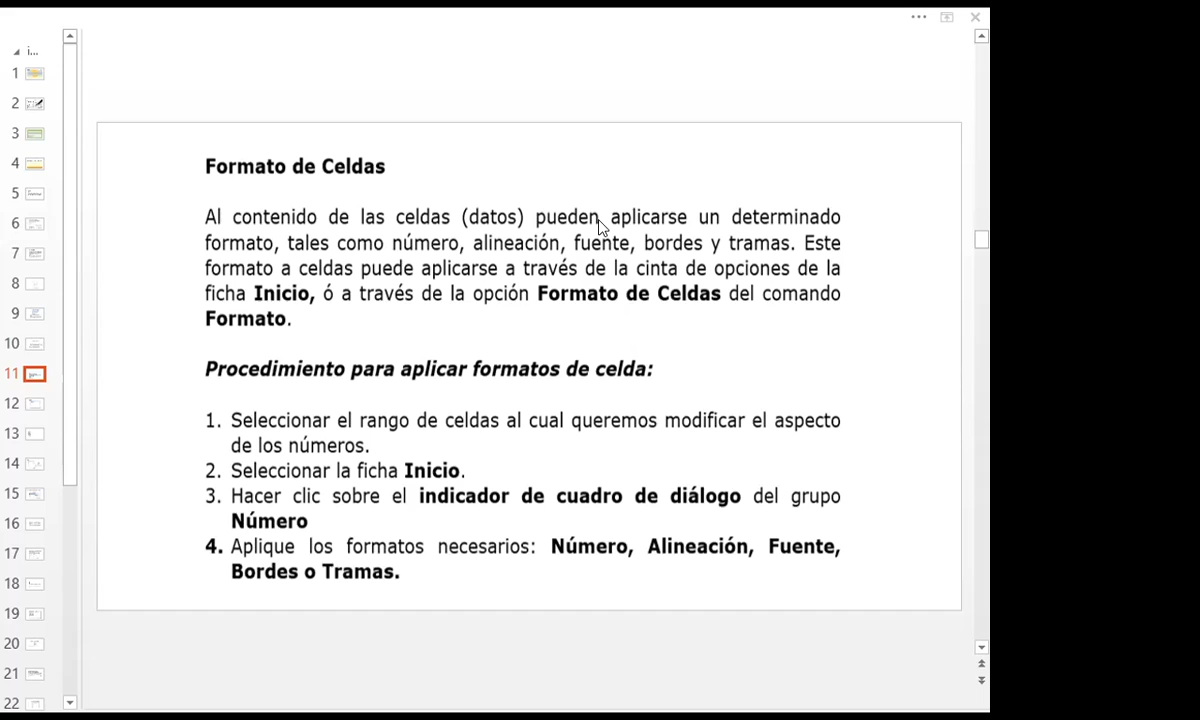 i...
1
2
3
4
5
6
7
8
9
10
11
12
13
14
15
16
17
18
19
20
21
22
Formato de Celdas
Al contenido de las celdas (datos) pueden aplicarse un determinado
formato, tales como número, alineación, fuente, bordes y tramas. Este
formato a celdas puede aplicarse a través de la cinta de opciones de la
ficha Inicio, ó a través de la opción Formato de Celdas del comando
Formato.
Procedimiento para aplicar formatos de celda:
1. Seleccionar el rango de celdas al cual queremos modificar el aspecto
de los números.
2. Seleccionar la ficha Inicio.
3. Hacer clic sobre el indicador de cuadro de diálogo del grupo
Número
4. Aplique los formatos necesarios: Número, Alineación, Fuente,
Bordes o Tramas.